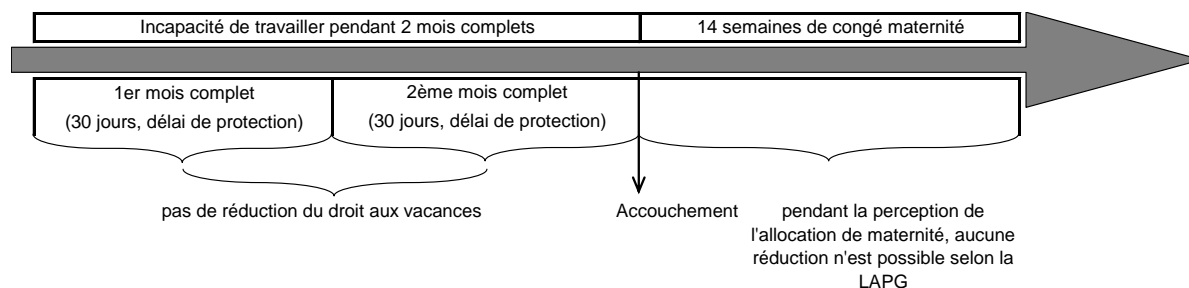 Incapacité de travailler pendant 2 mois complets
14 semaines de congé maternité
1er mois complet
(30 jours, délai de protection)
2ème mois complet
(30 jours, délai de protection)
pas de réduction du droit aux vacances
Accouchement
pendant la perception de
l'allocation de maternité, aucune
réduction n'est possible selon la
LAPG